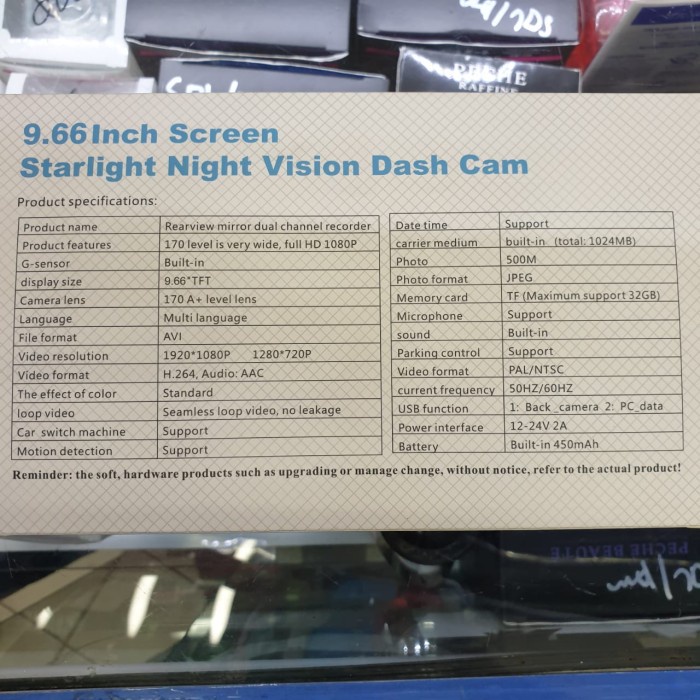 PECHE
RAFFINE
9.66 Inch Screen
Starlight Night Vision Dash Cam
Product specifications:
Product name Rearview mirror dual channel recorder
Product features 170 level is very wide, full HD 1080P
G-sensor Built-in
display size 9.66"TFT
Camera lens 170 A+ level lens
Language Multi language
File format AVI
Video resolution 1920*1080P 1280*720P
Video format H.264, Audio: AAC
The effect of color Standard
loop video Seamless loop video, no leakage
Car switch machine Support
Motion detection Support
Date time Support
carrier medium built-in (total: 1024MB)
Photo 500M
Photo format JPEG
Memory card TF (Maximum support 32GB)
Microphone Support
sound Built-in
Parking control Support
Video format PAL/NTSC
current frequency 50HZ/60HZ
USB function 1: Back_camera 2: PC_data
Power interface 12-24V 2A
Battery Built-in 450mAh
Reminder: the soft, hardware products such as upgrading or manage change, without notice, refer to the actual product!
PECHE BEAUTE